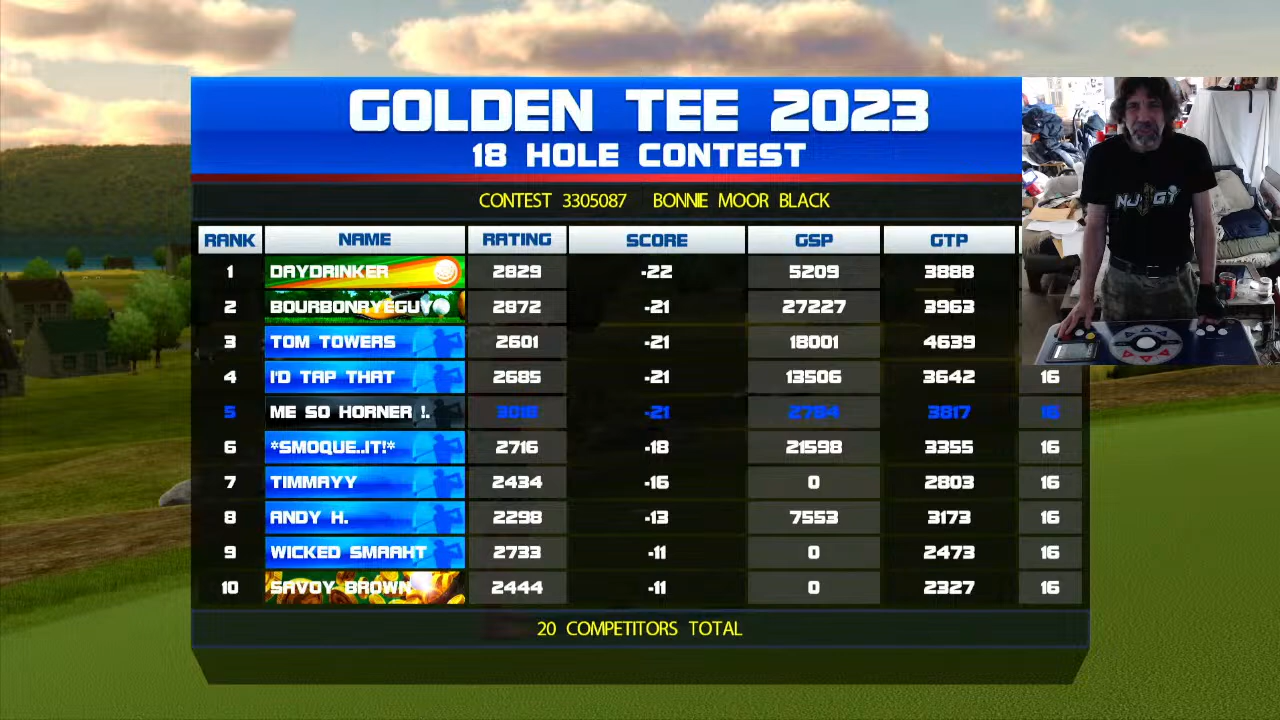 GOLDEN TEE 2023
18 HOLE CONTEST
CONTEST 3305087 BONNIE MOOR BLACK
RANK NAME RATING SCORE GSP GTP
1 DAYDRINKER 2829 -22 5209 3888
2 BOURBONRYEGUY 2872 -21 27227 3963
3 TOM TOWERS 2601 -21 18001 4639
4 I'D TAP THAT 2685 -21 13506 3642 16
5 ME SO HORNER !. -21 3817 16
6 *SMOQUE..IT!* 2716 -18 21598 3355 16
7 TIMMAYY 2434 -16 0 2803 16
8 ANDY H. 2298 -13 7553 3173 16
9 WICKED SMAAHT 2733 -11 0 2473 16
10 SAVOY BROWN 2444 -11 0 2327 16
20 COMPETITORS TOTAL